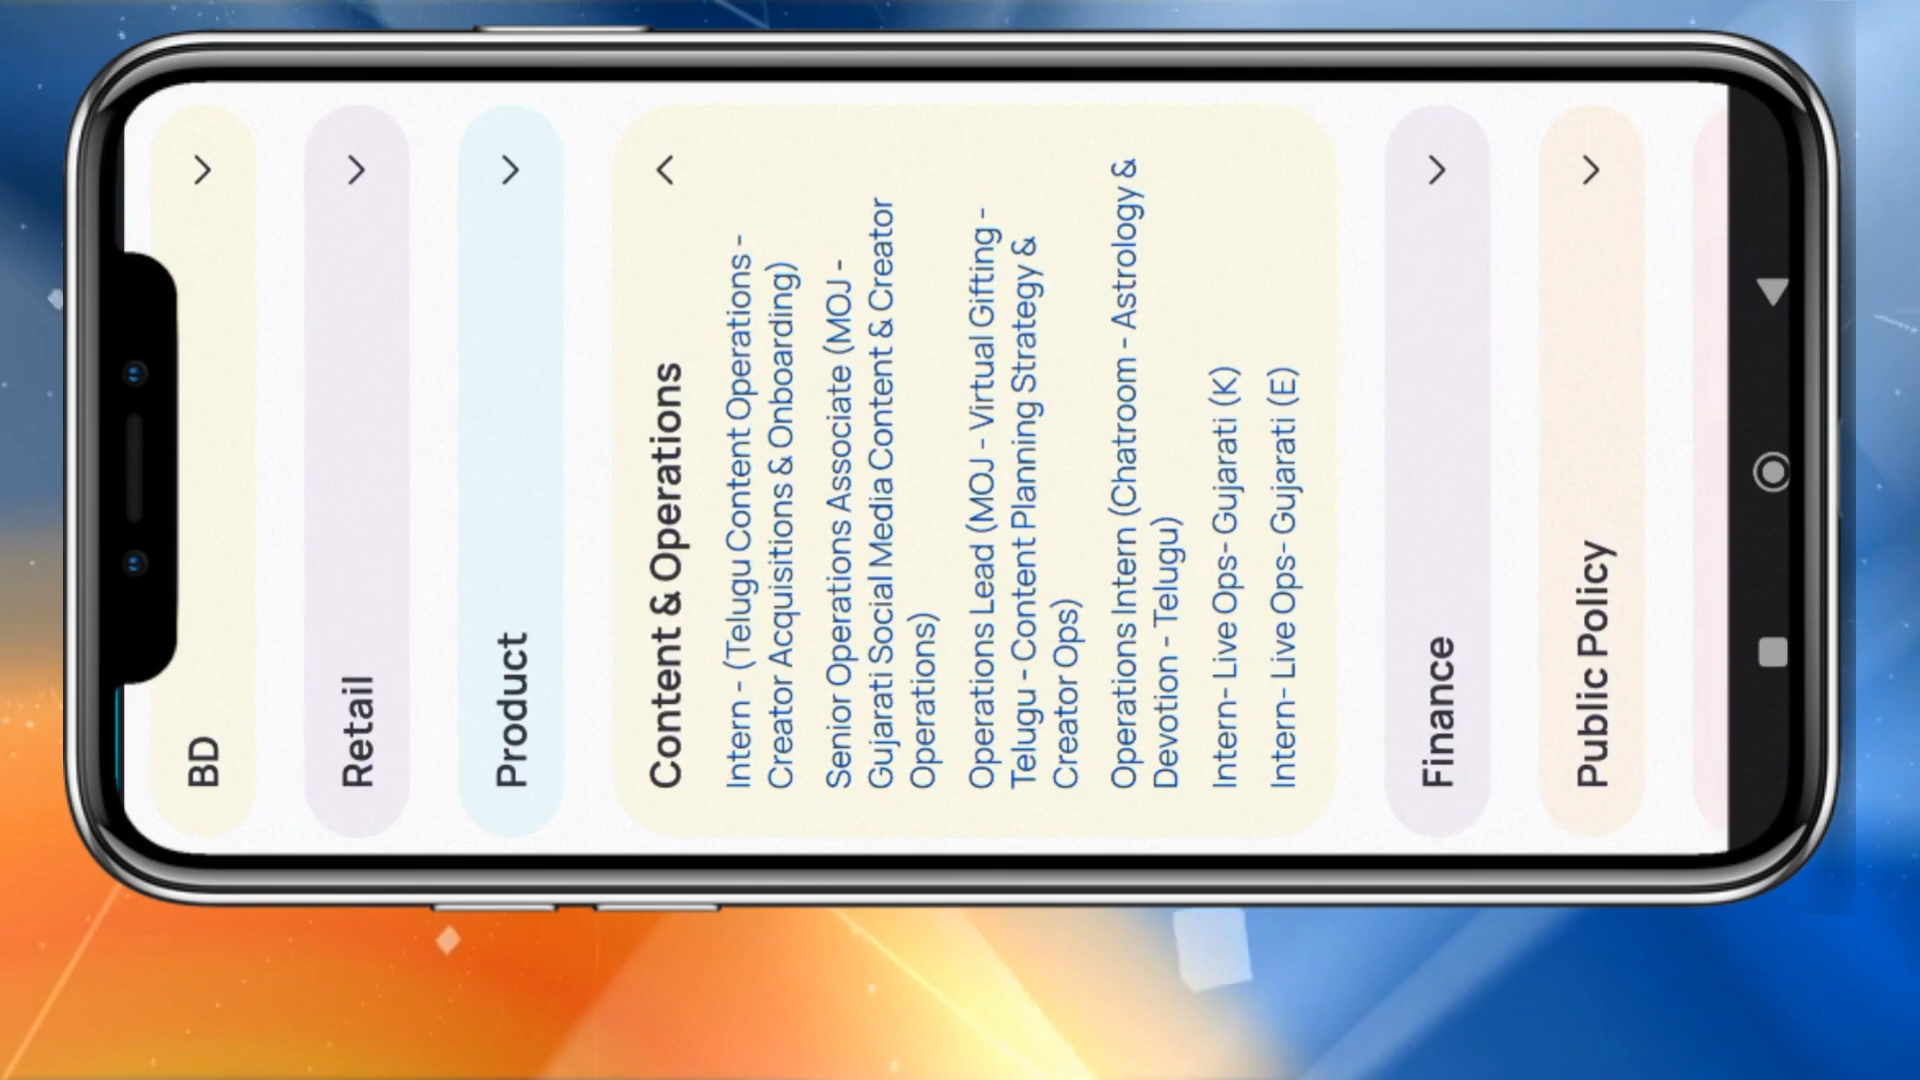 BD
Retail
Product
Content & Operations
Intern - (Telugu Content Operations -
Creator Acquisitions & Onboarding)
Senior Operations Associate (MOJ -
Gujarati Social Media Content & Creator
Operations)
Operations Lead (MOJ - Virtual Gifting -
Telugu - Content Planning Strategy &
Creator Ops)
Operations Intern (Chatroom - Astrology &
Devotion - Telugu)
Intern- Live Ops- Gujarati (K)
Intern- Live Ops- Gujarati (E)
Finance
Public Policy